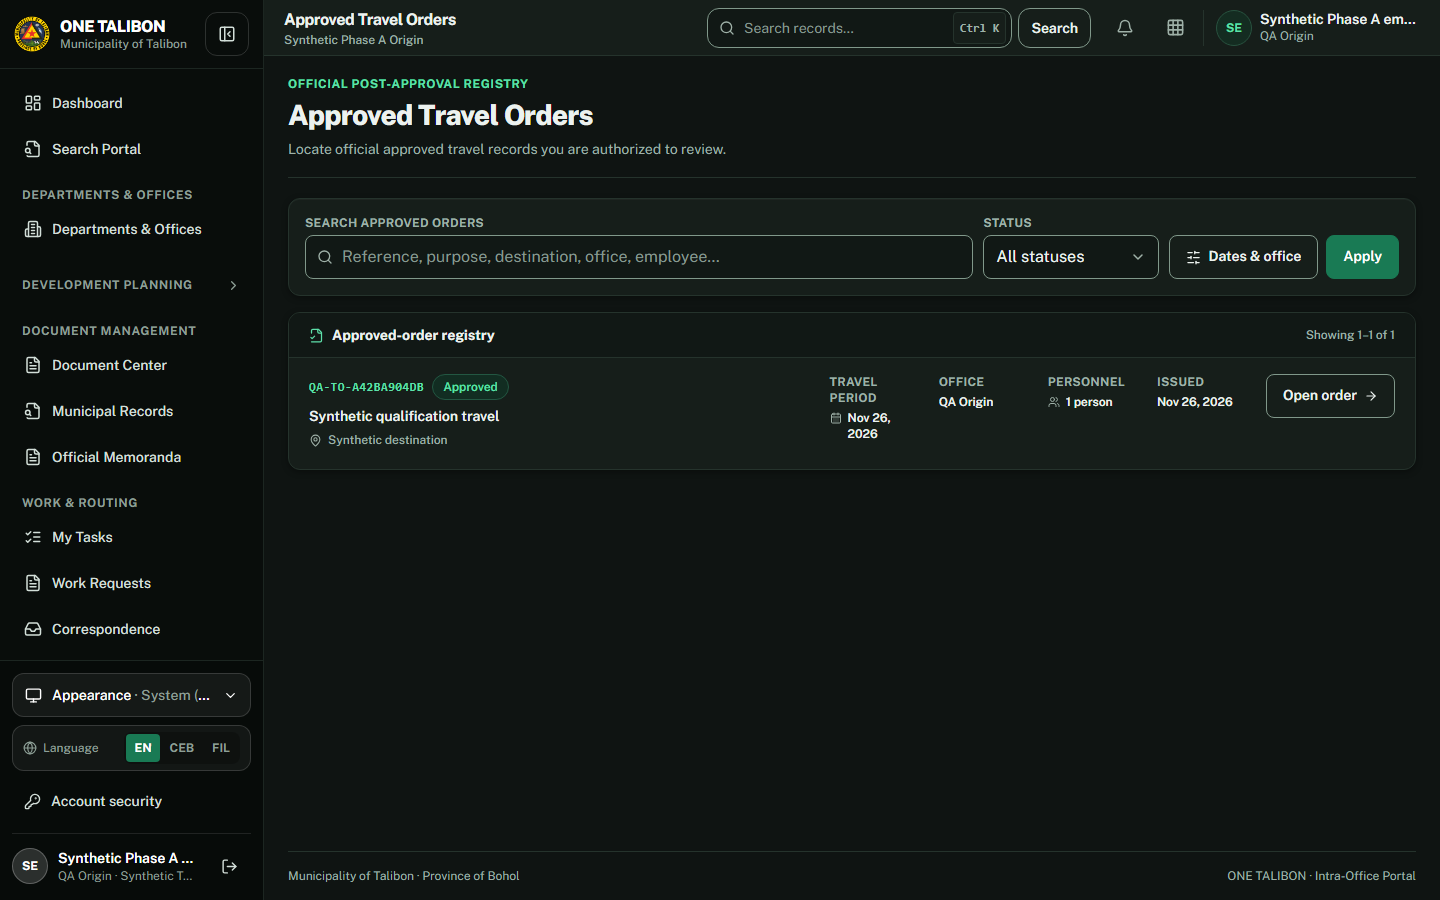 ONE TALIBON
Municipality of Talibon
Dashboard
Search Portal
DEPARTMENTS & OFFICES
Departments & Offices
DEVELOPMENT PLANNING
DOCUMENT MANAGEMENT
Document Center
Municipal Records
Official Memoranda
WORK & ROUTING
My Tasks
Work Requests
Correspondence
Appearance · System (...
Language EN CEB FIL
Account security
SE Synthetic Phase A ...
QA Origin · Synthetic T...
Approved Travel Orders
Synthetic Phase A Origin
Search records... Ctrl K Search
SE Synthetic Phase A em...
QA Origin
OFFICIAL POST-APPROVAL REGISTRY
Approved Travel Orders
Locate official approved travel records you are authorized to review.
SEARCH APPROVED ORDERS
Reference, purpose, destination, office, employee...
STATUS
All statuses
Dates & office
Apply
Approved-order registry
Showing 1–1 of 1
QA-TO-A42BA904DB Approved
Synthetic qualification travel
Synthetic destination
TRAVEL
PERIOD
Nov 26,
2026
OFFICE
QA Origin
PERSONNEL
1 person
ISSUED
Nov 26, 2026
Open order
Municipality of Talibon · Province of Bohol
ONE TALIBON · Intra-Office Portal